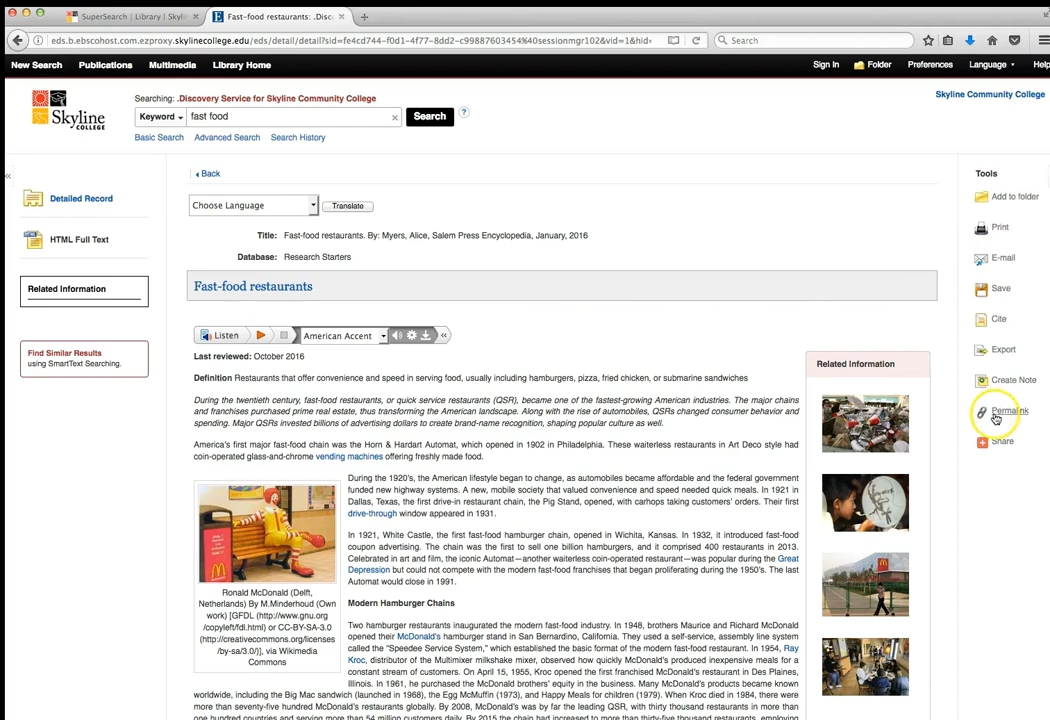 SuperSearch | Library | Skyli
Fast-food restaurants: .Disc
eds.b.ebscohost.com.ezproxy.skylinecollege.edu/eds/detail/detail?sid=fe4cd744-f0d1-4f77-8dd2-c99887603454%40sessionmgr102&vid=1&hid=
Search
New Search Publications Multimedia Library Home
Sign In Folder Preferences Language Help
Skyline COLLEGE
Searching: .Discovery Service for Skyline Community College
Skyline Community College
Keyword fast food Search
Basic Search Advanced Search Search History
« Back
Detailed Record
HTML Full Text
Related Information
Find Similar Results
using SmartText Searching.
Choose Language Translate
Title: Fast-food restaurants. By: Myers, Alice, Salem Press Encyclopedia, January, 2016
Database: Research Starters
Fast-food restaurants
Listen American Accent «
Last reviewed: October 2016
Definition Restaurants that offer convenience and speed in serving food, usually including hamburgers, pizza, fried chicken, or submarine sandwiches
During the twentieth century, fast-food restaurants, or quick service restaurants (QSR), became one of the fastest-growing American industries. The major chains
and franchises purchased prime real estate, thus transforming the American landscape. Along with the rise of automobiles, QSRs changed consumer behavior and
spending. Major QSRs invested billions of advertising dollars to create brand-name recognition, shaping popular culture as well.
America's first major fast-food chain was the Horn & Hardart Automat, which opened in 1902 in Philadelphia. These waiterless restaurants in Art Deco style had
coin-operated glass-and-chrome vending machines offering freshly made food.
During the 1920's, the American lifestyle began to change, as automobiles became affordable and the federal government
funded new highway systems. A new, mobile society that valued convenience and speed needed quick meals. In 1921 in
Dallas, Texas, the first drive-in restaurant chain, the Pig Stand, opened, with carhops taking customers' orders. Their first
drive-through window appeared in 1931.
In 1921, White Castle, the first fast-food hamburger chain, opened in Wichita, Kansas. In 1932, it introduced fast-food
coupon advertising. The chain was the first to sell one billion hamburgers, and it comprised 400 restaurants in 2013.
Celebrated in art and film, the iconic Automat—another waiterless coin-operated restaurant—was popular during the Great
Depression but could not compete with the modern fast-food franchises that began proliferating during the 1950's. The last
Automat would close in 1991.
Ronald McDonald (Delft,
Netherlands) By M.Minderhoud (Own
work) [GFDL (http://www.gnu.org
/copyleft/fdl.html) or CC-BY-SA-3.0
(http://creativecommons.org/licenses
/by-sa/3.0/)], via Wikimedia
Commons
Modern Hamburger Chains
Two hamburger restaurants inaugurated the modern fast-food industry. In 1948, brothers Maurice and Richard McDonald
opened their McDonald's hamburger stand in San Bernardino, California. They used a self-service, assembly line system
called the "Speedee Service System," which established the basic format of the modern fast-food restaurant. In 1954, Ray
Kroc, distributor of the Multimixer milkshake mixer, observed how quickly McDonald's produced inexpensive meals for a
constant stream of customers. On April 15, 1955, Kroc opened the first franchised McDonald's restaurant in Des Plaines,
Illinois. In 1961, he purchased the McDonald brothers' equity in the business. Many McDonald's products became known
worldwide, including the Big Mac sandwich (launched in 1968), the Egg McMuffin (1973), and Happy Meals for children (1979). When Kroc died in 1984, there were
more than seventy-five hundred McDonald's restaurants globally. By 2008, McDonald's was by far the leading QSR, with thirty thousand restaurants in more than
one hundred countries and serving more than 54 million customers daily. By 2015 the chain had increased to more than thirty-five thousand restaurants, employing
Related Information
Tools
Add to folder
Print
E-mail
Save
Cite
Export
Create Note
Permalink
Share